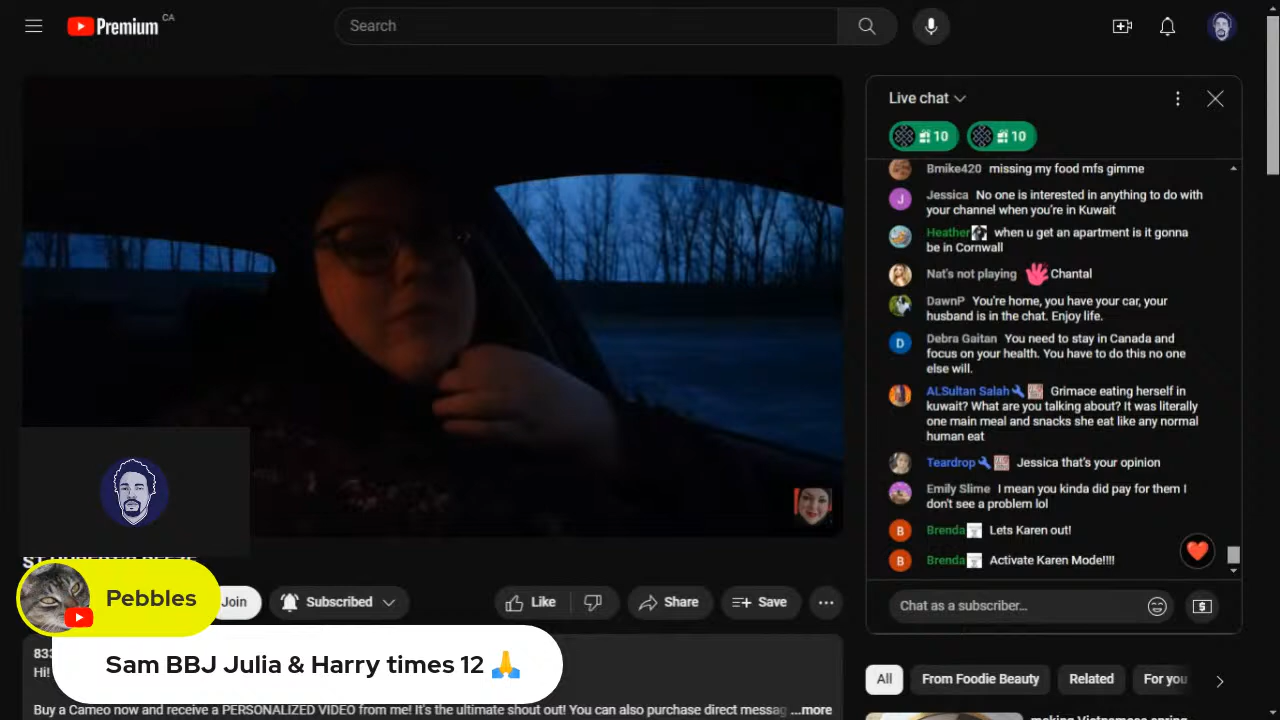 Premium CA
Search
Live chat
10 10
Bmike420 missing my food mfs gimme
Jessica No one is interested in anything to do with
your channel when you're in Kuwait
Heather when u get an apartment is it gonna
be in Cornwall
Nat's not playing Chantal
DawnP You're home, you have your car, your
husband is in the chat. Enjoy life.
D Debra Gaitan You need to stay in Canada and
focus on your health. You have to do this no one
else will.
ALSultan Salah Grimace eating herself in
kuwait? What are you talking about? It was literally
one main meal and snacks she eat like any normal
human eat
Teardrop Jessica that's your opinion
Emily Slime I mean you kinda did pay for them I
don't see a problem lol
B Brenda Lets Karen out!
B Brenda Activate Karen Mode!!!!
Chat as a subscriber...
Pebbles
Join
Subscribed
Like
Share
Save
Sam BBJ Julia & Harry times 12 🙏
833
Hi!
Buy a Cameo now and receive a PERSONALIZED VIDEO from me! It's the ultimate shout out! You can also purchase direct messag ...more
All
From Foodie Beauty
Related
For you
making Vietnamese spring